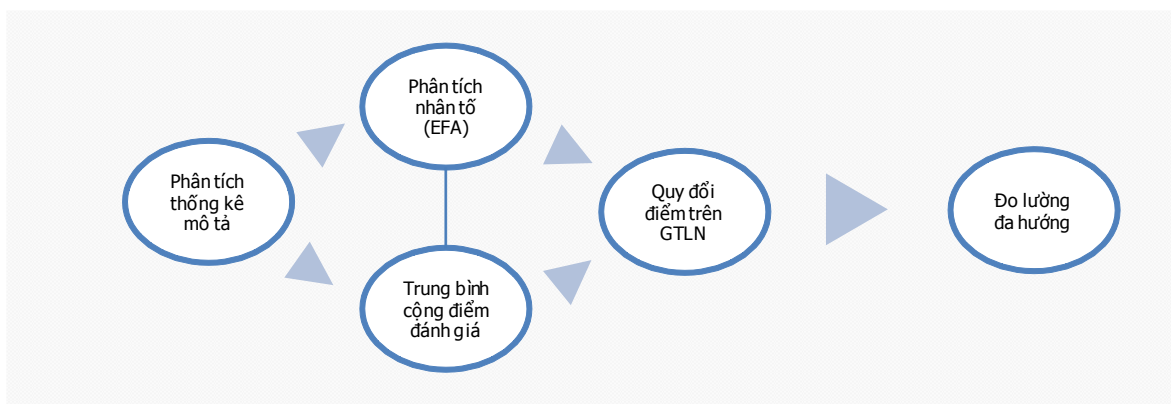 Phân tích
thống kê
mô tả
Phân tích
nhân tố
(EFA)
Trung bình
cộng điểm
đánh giá
Quy đổi
điểm trên
GTLN
Đo lường
đa hướng